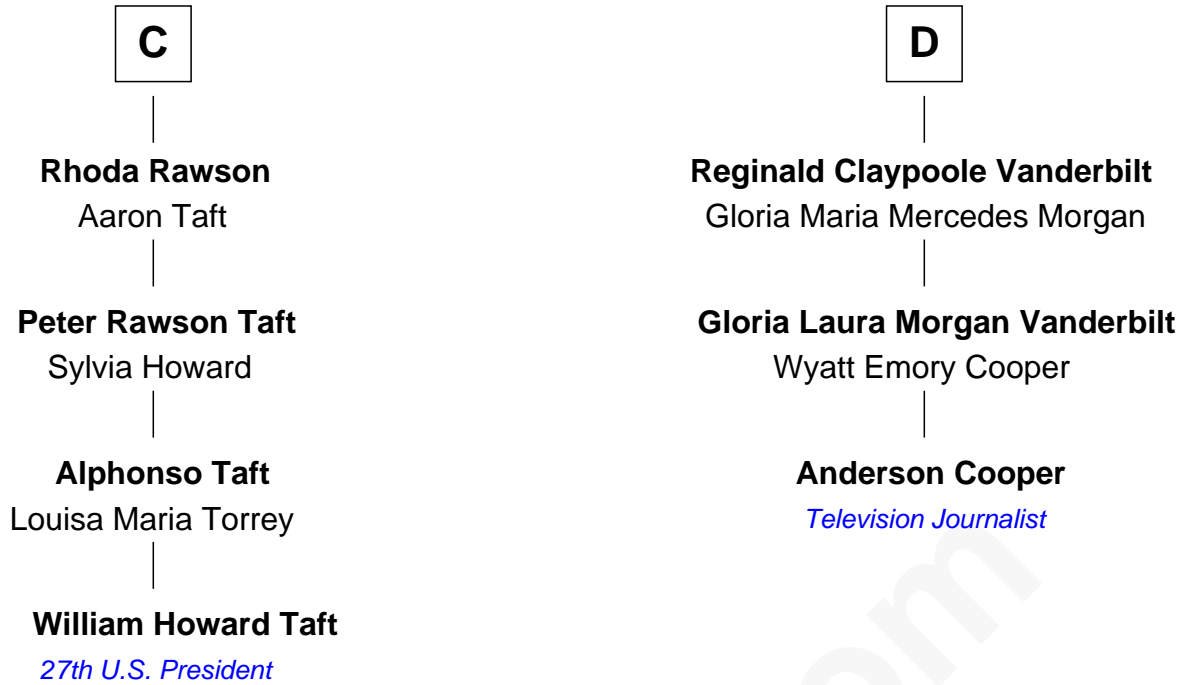 C
Rhoda Rawson
Aaron Taft
Peter Rawson Taft
Sylvia Howard
Alphonso Taft
Louisa Maria Torrey
William Howard Taft
27th U.S. President
D
Reginald Claypoole Vanderbilt
Gloria Maria Mercedes Morgan
Gloria Laura Morgan Vanderbilt
Wyatt Emory Cooper
Anderson Cooper
Television Journalist